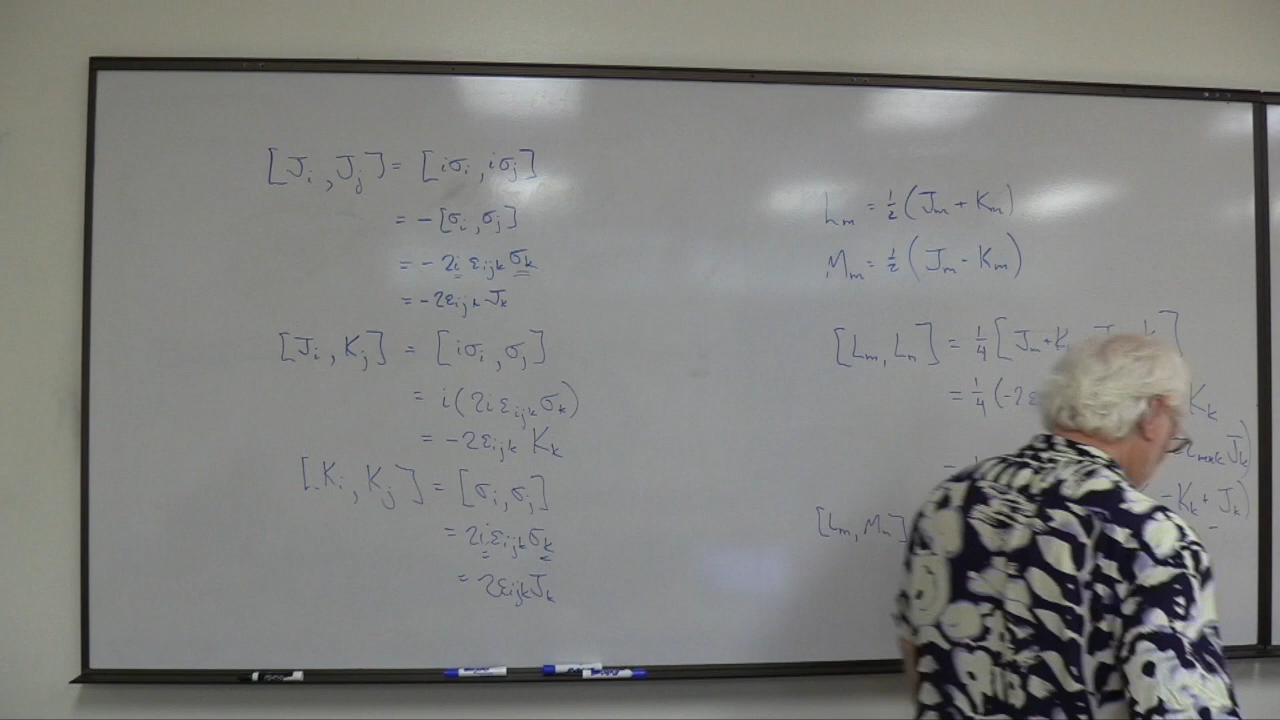 [J_i , J_j] = [iσ_i , iσ_j]
= -[σ_i , σ_j]
= - 2i ε_ijk σ_k
= -2ε_ijk J_k
[J_i , K_j] = [iσ_i , σ_j]
= i(2i ε_ijk σ_k)
= -2ε_ijk K_k
[K_i , K_j] = [σ_i , σ_j]
= 2i ε_ijk σ_k
= 2ε_ijk J_k
L_m = 1/2 (J_m + K_m)
M_m = 1/2 (J_m - K_m)
[L_m , L_n] = 1/4 [J_m + K
= 1/4 (-2ε K_k
ε_mnk J_k)
- K_k + J_k)
[L_m , M_n]